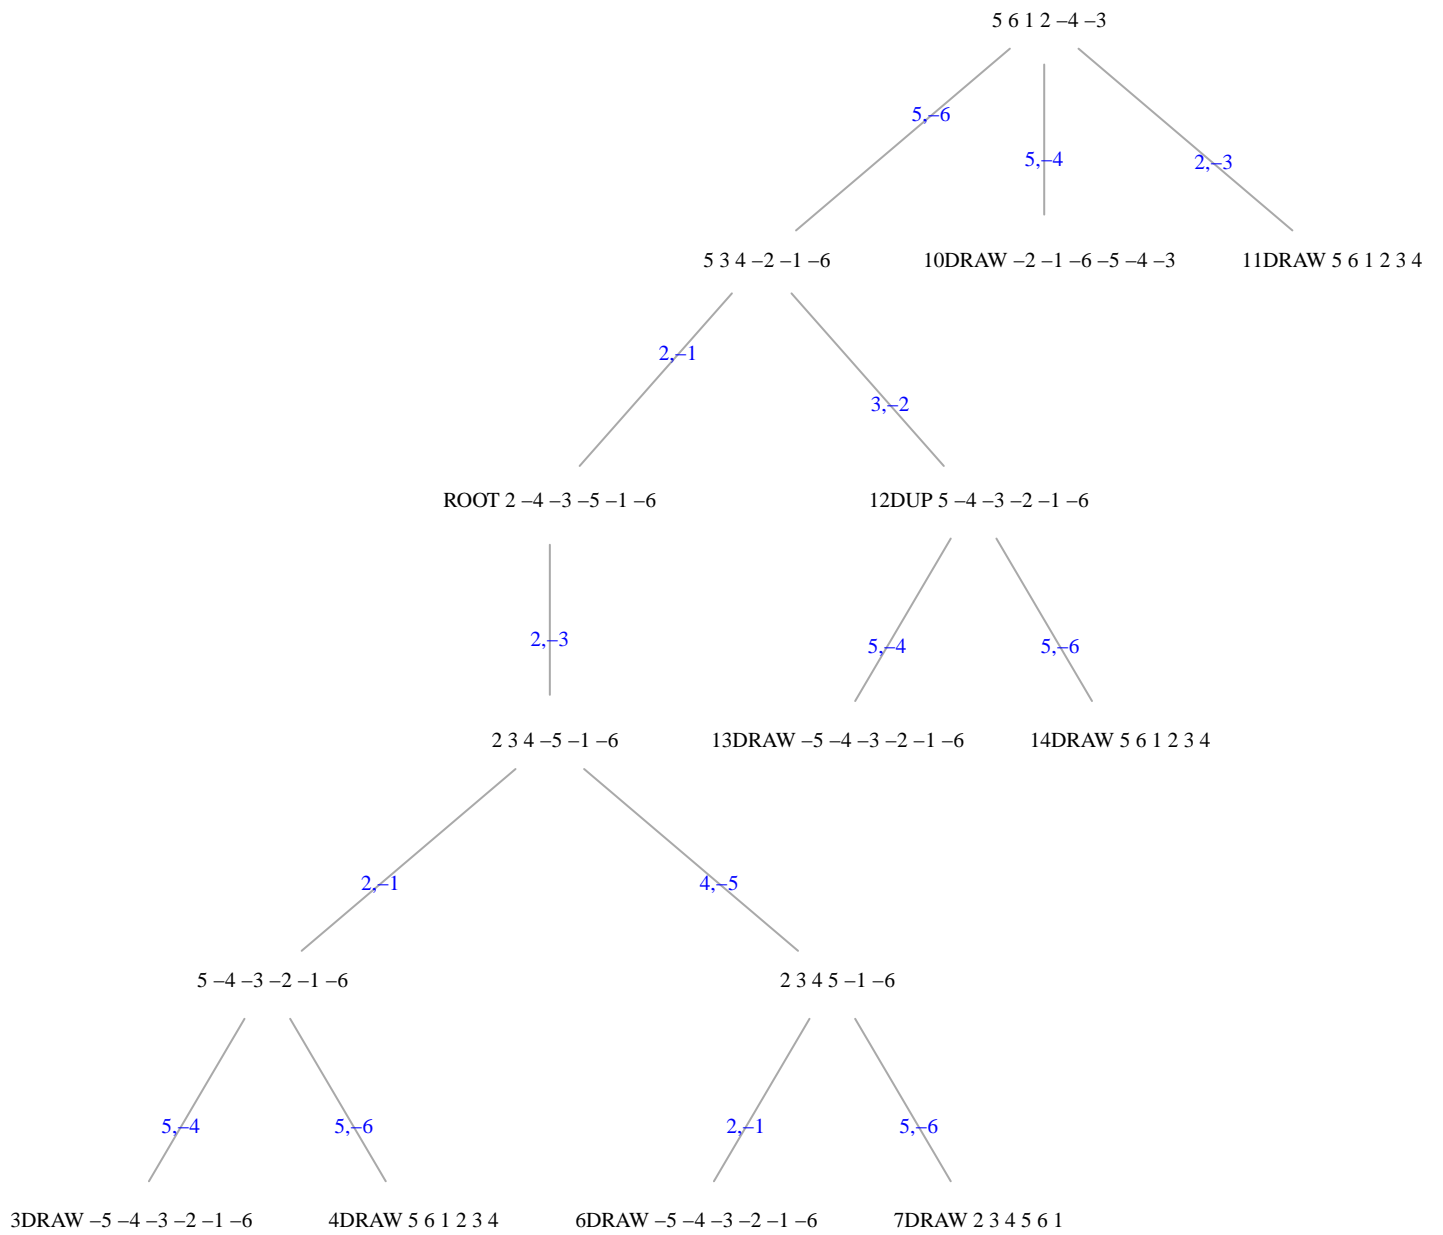 5 6 1 2 –4 –3
5,–6
5,–4
2,–3
5 3 4 –2 –1 –6
10DRAW –2 –1 –6 –5 –4 –3
11DRAW 5 6 1 2 3 4
2,–1
3,–2
ROOT 2 –4 –3 –5 –1 –6
12DUP 5 –4 –3 –2 –1 –6
2,–3
5,–4
5,–6
2 3 4 –5 –1 –6
13DRAW –5 –4 –3 –2 –1 –6
14DRAW 5 6 1 2 3 4
2,–1
4,–5
5 –4 –3 –2 –1 –6
2 3 4 5 –1 –6
5,–4
5,–6
2,–1
5,–6
3DRAW –5 –4 –3 –2 –1 –6
4DRAW 5 6 1 2 3 4
6DRAW –5 –4 –3 –2 –1 –6
7DRAW 2 3 4 5 6 1